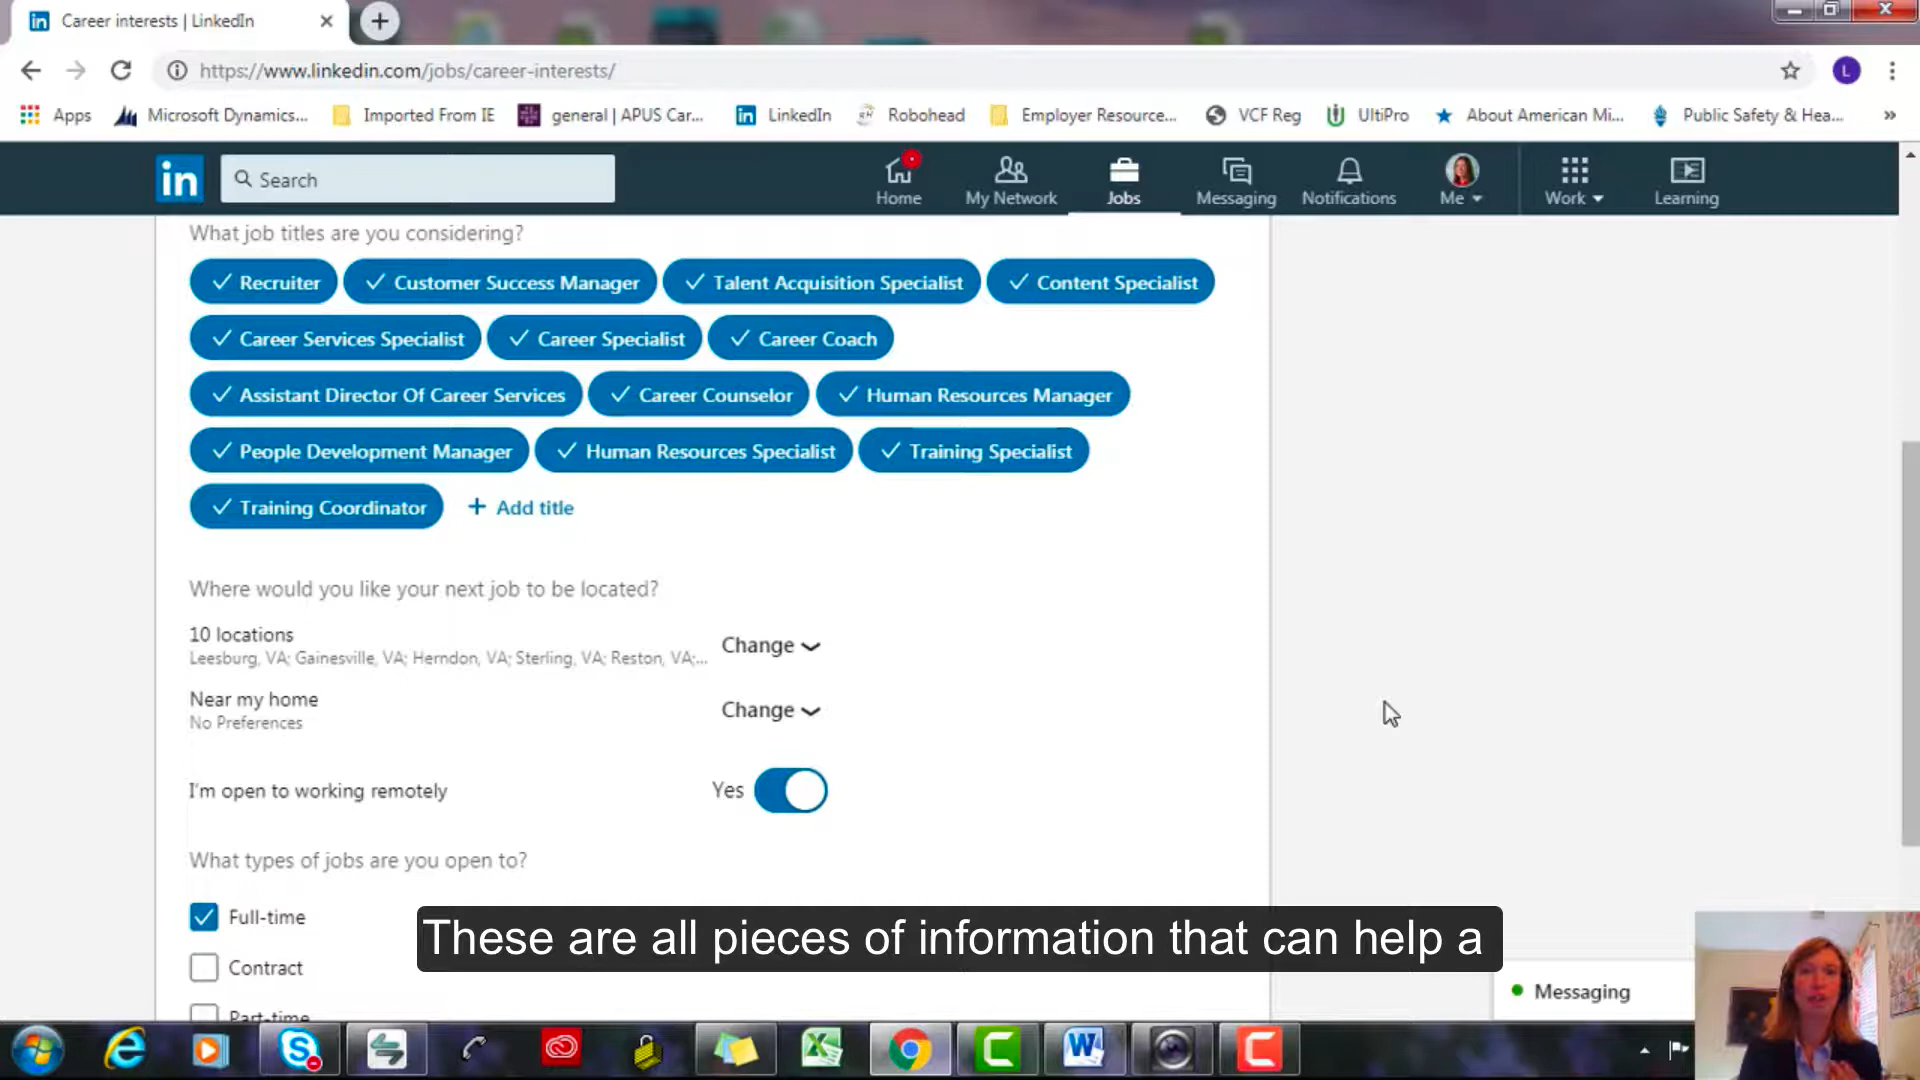 in Career interests | LinkedIn
https://www.linkedin.com/jobs/career-interests/
L
Apps Microsoft Dynamics... Imported From IE general | APUS Car... in LinkedIn Robohead Employer Resource... VCF Reg UltiPro About American Mi... Public Safety & Hea... »
in Search Home My Network Jobs Messaging Notifications Me Work Learning
What job titles are you considering?
Recruiter Customer Success Manager Talent Acquisition Specialist Content Specialist
Career Services Specialist Career Specialist Career Coach
Assistant Director Of Career Services Career Counselor Human Resources Manager
People Development Manager Human Resources Specialist Training Specialist
Training Coordinator + Add title
Where would you like your next job to be located?
10 locations Change
Leesburg, VA; Gainesville, VA; Herndon, VA; Sterling, VA; Reston, VA;...
Near my home Change
No Preferences
I'm open to working remotely Yes
What types of jobs are you open to?
Full-time
These are all pieces of information that can help a
Contract
Messaging
Part-time